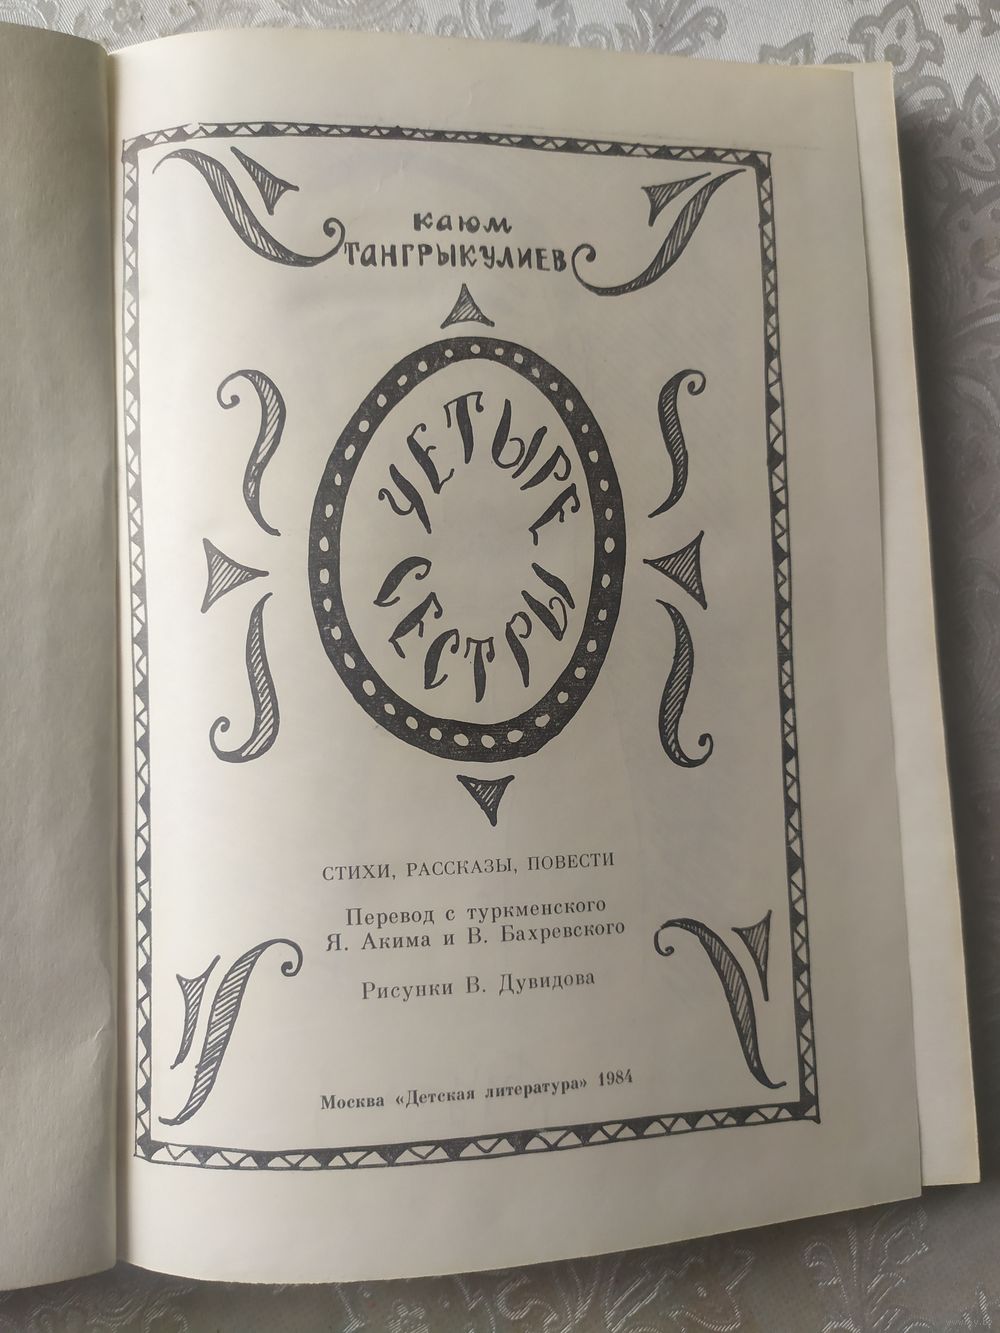 КАЮМ
ТАНГРЫКУЛИЕВ
ЧЕТЫРЕ
СЕСТРЫ
СТИХИ, РАССКАЗЫ, ПОВЕСТИ
Перевод с туркменского
Я. Акима и В. Бахревского
Рисунки В. Дувидова
Москва «Детская литература» 1984